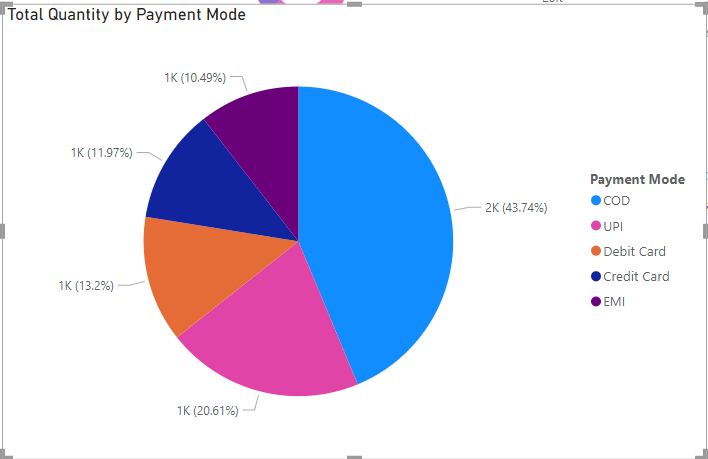 Total Quantity by Payment Mode
1K (10.49%)
1K (11.97%)
2K (43.74%)
1K (13.2%)
1K (20.61%)
Payment Mode
COD
UPI
Debit Card
Credit Card
EMI